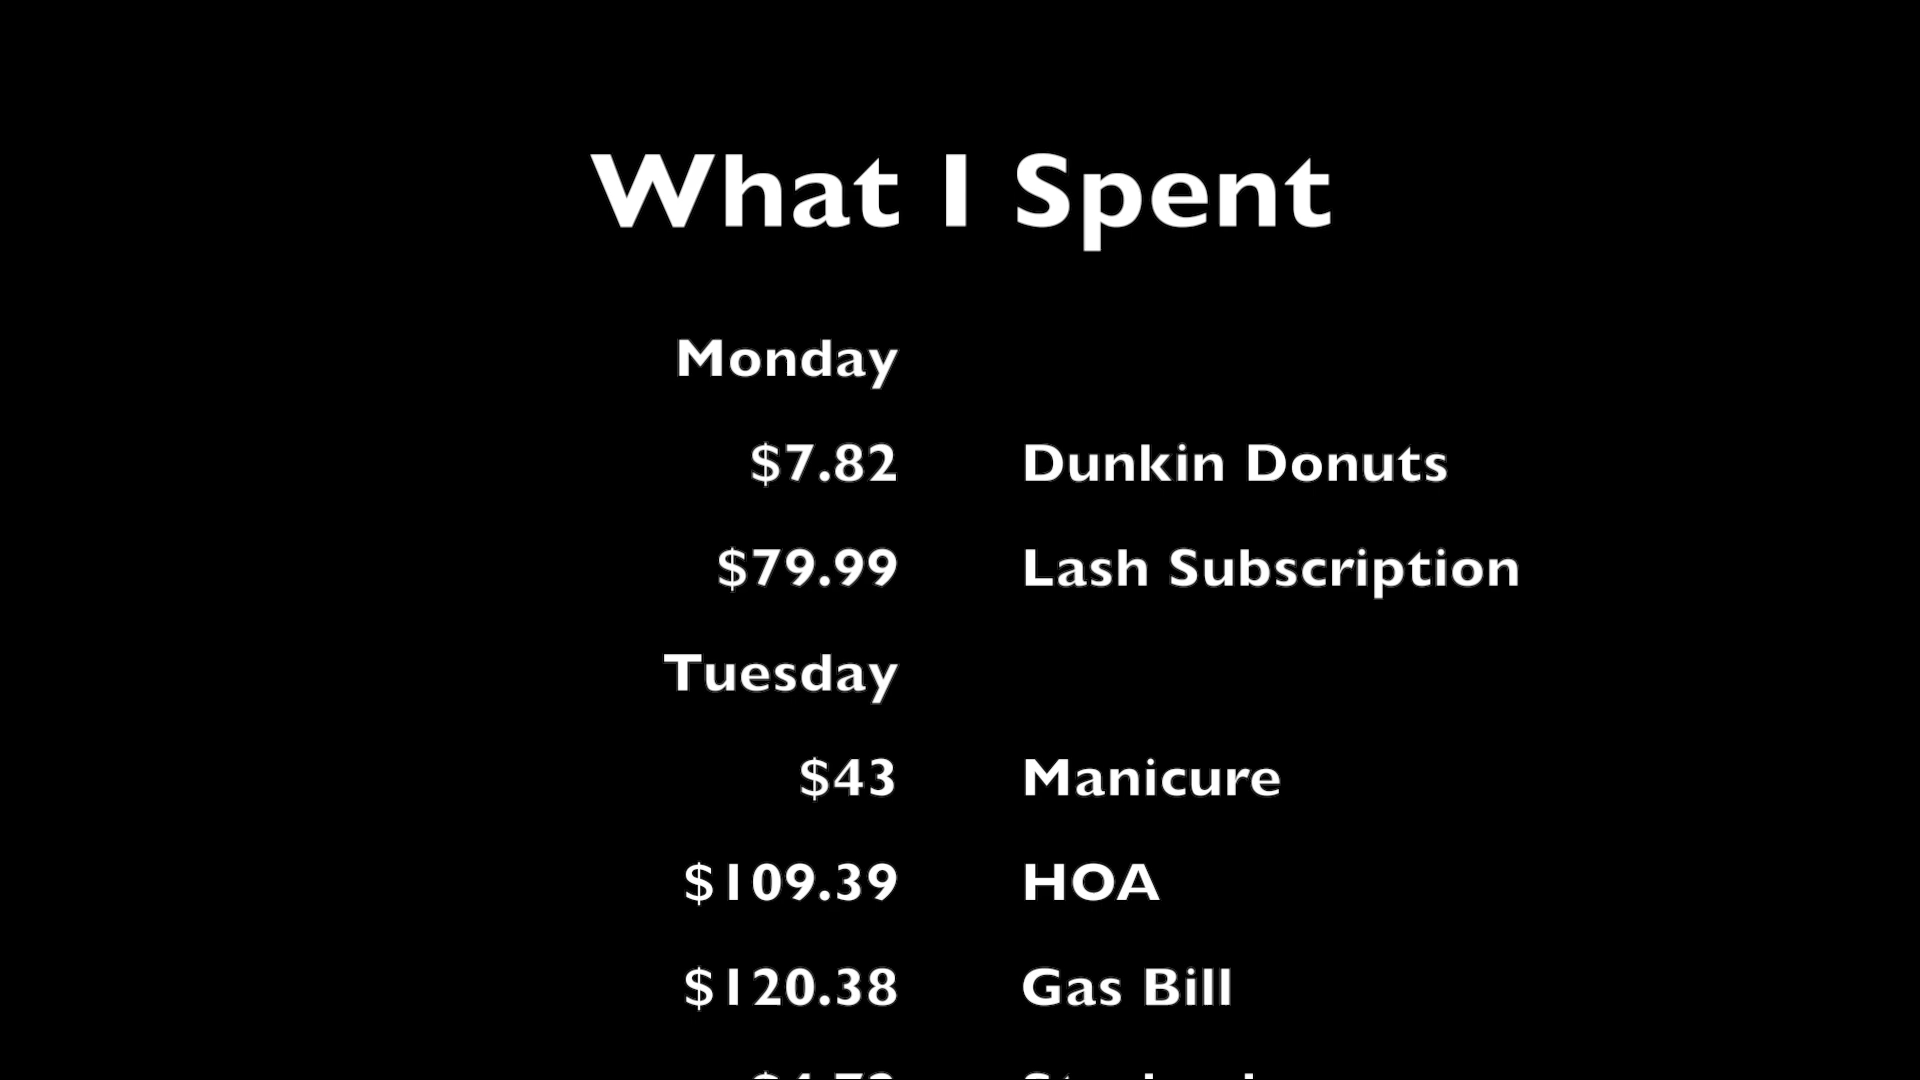 What I Spent
Monday
$7.82 Dunkin Donuts
$79.99 Lash Subscription
Tuesday
$43 Manicure
$109.39 HOA
$120.38 Gas Bill